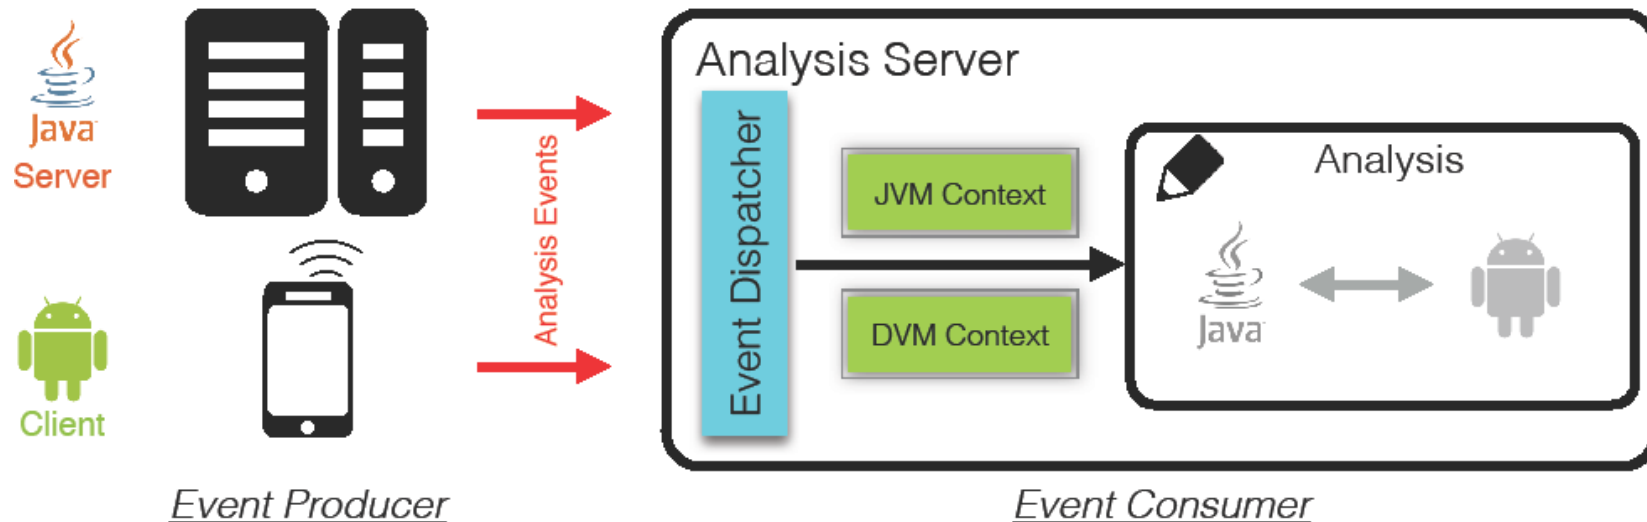 Java
Server
Client
Event Producer
Analysis Events
Analysis Server
Event Dispatcher
JVM Context
DVM Context
Analysis
Java
Event Consumer